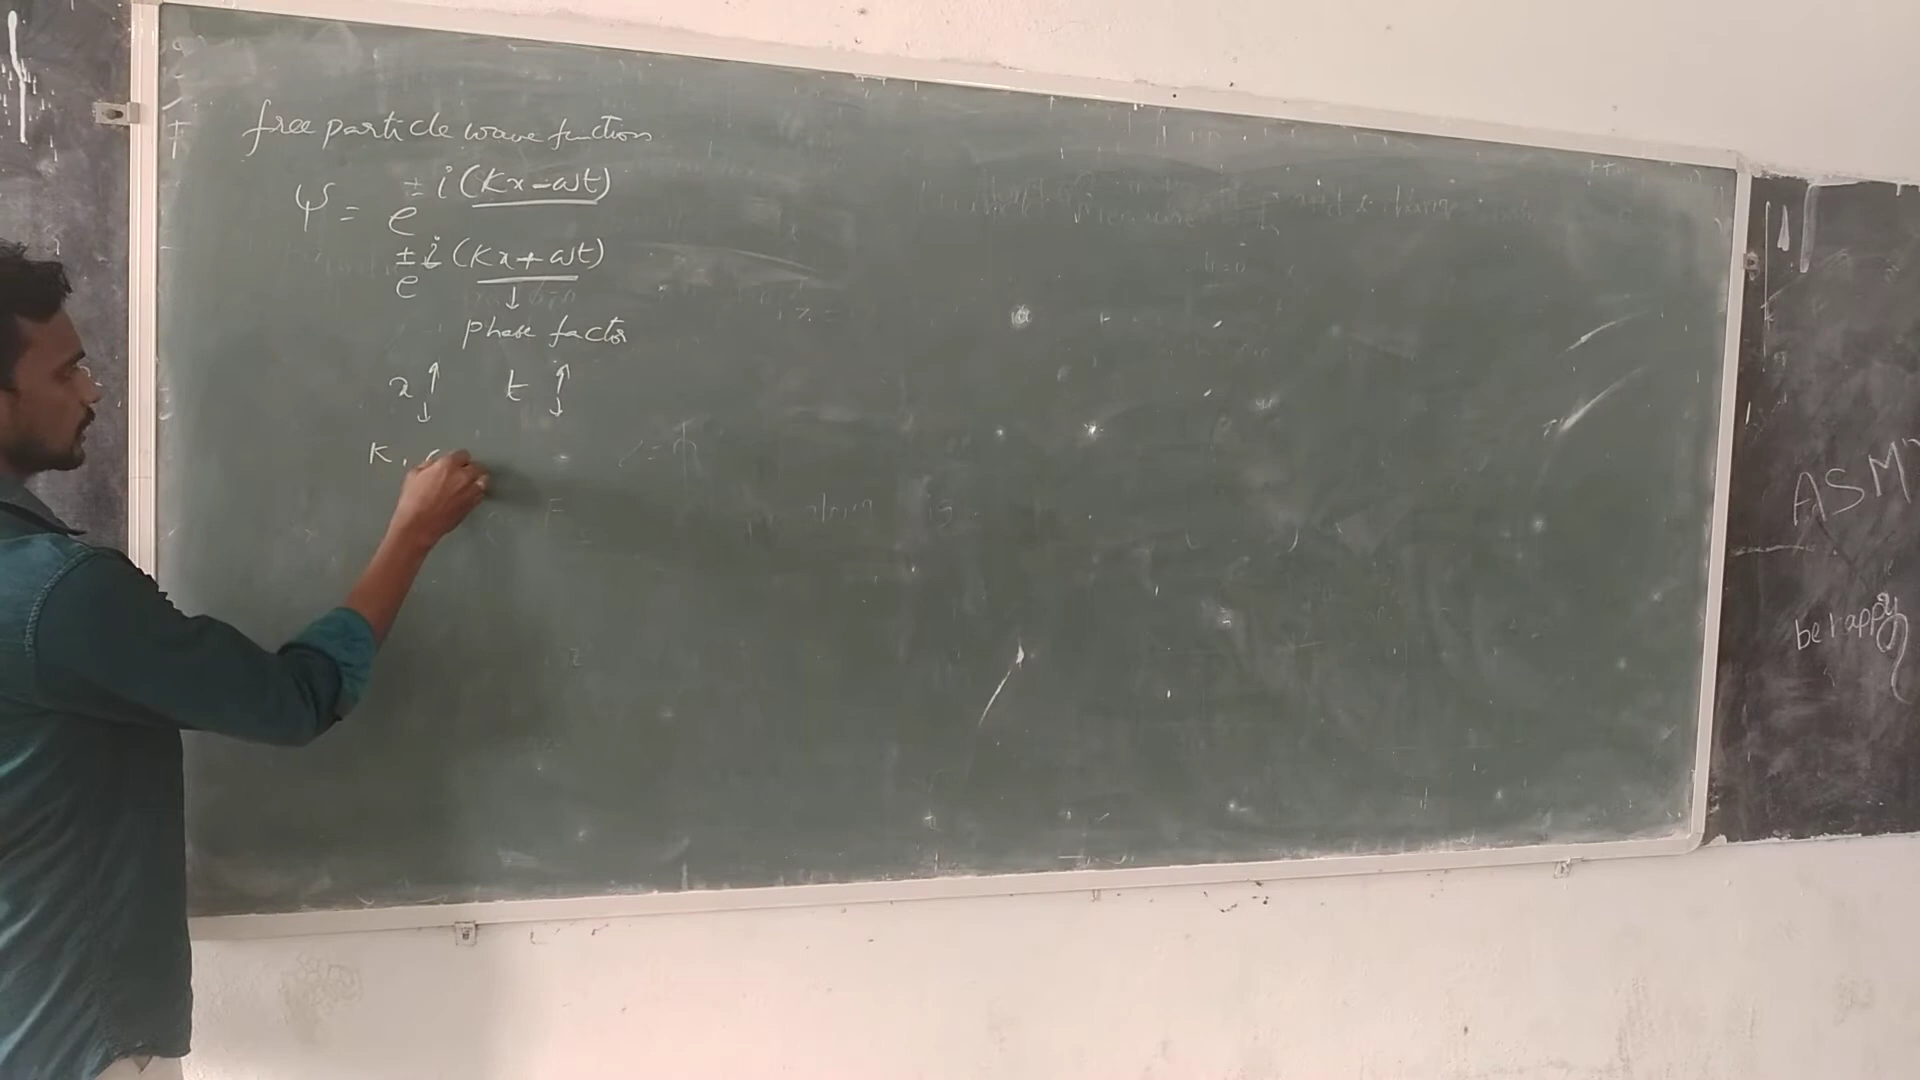 free particle wave function
ψ = e ± i (Kx - ωt)
e ± i (Kx + ωt)
↓
phase factor
x ↑ t ↑
↓ ↓
K,
ASM
be happy